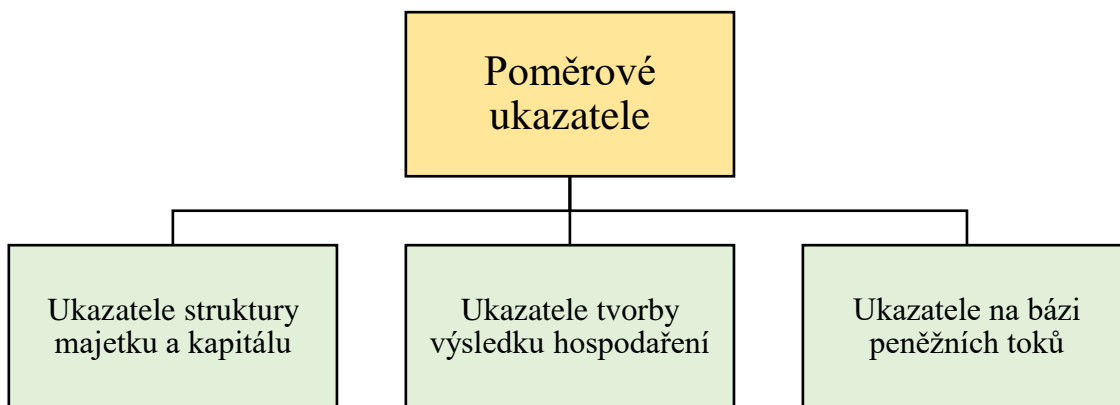 Poměrové
ukazatele
Ukazatele struktury
majetku a kapitálu
Ukazatele tvorby
výsledku hospodaření
Ukazatele na bázi
peněžních toků